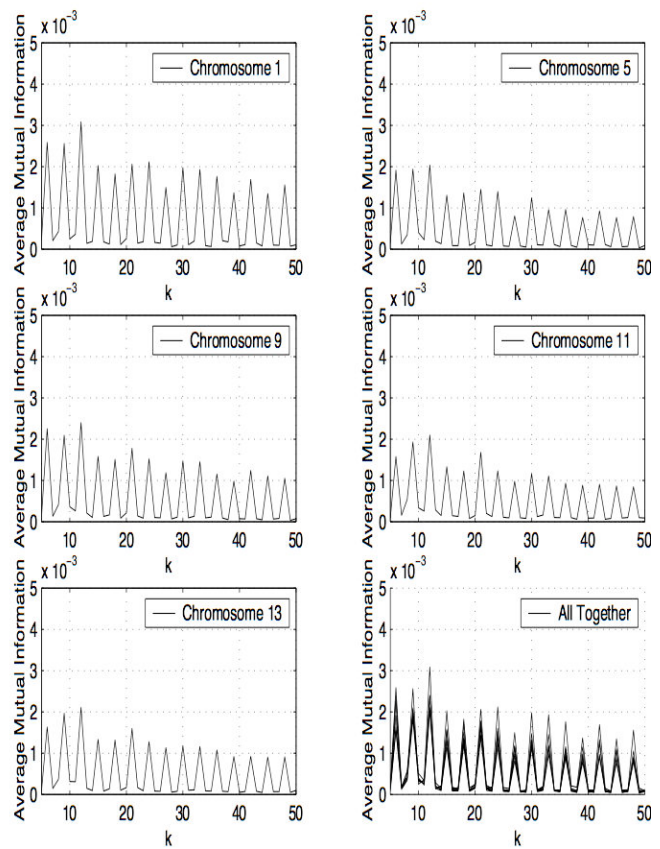 x 10⁻³
5
4
3
2
1
0
Average Mutual Information
Chromosome 1
10 20 30 40 50
k
x 10⁻³
5
4
3
2
1
0
Average Mutual Information
Chromosome 5
10 20 30 40 50
k
x 10⁻³
5
4
3
2
1
0
Average Mutual Information
Chromosome 9
10 20 30 40 50
k
x 10⁻³
5
4
3
2
1
0
Average Mutual Information
Chromosome 11
10 20 30 40 50
k
x 10⁻³
5
4
3
2
1
0
Average Mutual Information
Chromosome 13
10 20 30 40 50
k
x 10⁻³
5
4
3
2
1
0
Average Mutual Information
All Together
10 20 30 40 50
k